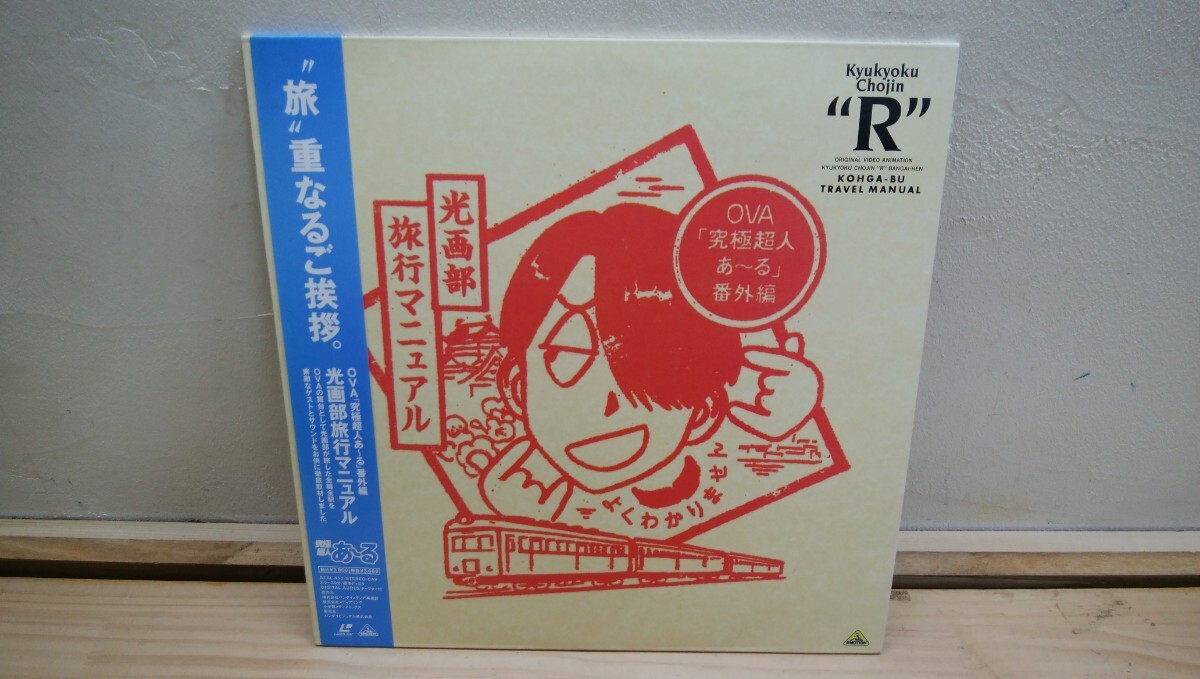 "旅"重なるご挨拶。
OVA「究極超人あ〜る」番外編
光画部旅行マニュアル
究極超人あ〜る
Kyukyoku
Chojin
"R"
ORIGINAL VIDEO ANIMATION
KYUKYOKU CHOJIN "R" BANGAI-HEN
KOHGA-BU
TRAVEL MANUAL
光画部
旅行マニュアル
OVA
「究極超人
あ〜る」
番外編
よくわかりません